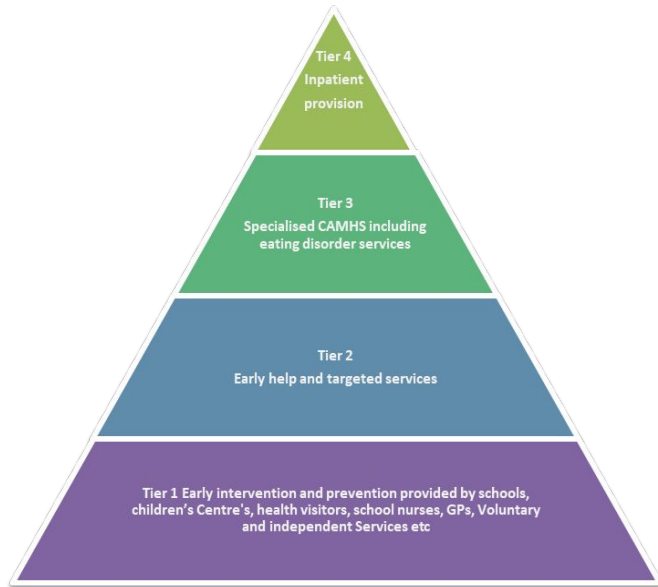 Tier 4
Inpatient
provision
Tier 3
Specialised CAMHS including
eating disorder services
Tier 2
Early help and targeted services
Tier 1 Early intervention and prevention provided by schools,
children’s Centre's, health visitors, school nurses, GPs, Voluntary
and independent Services etc